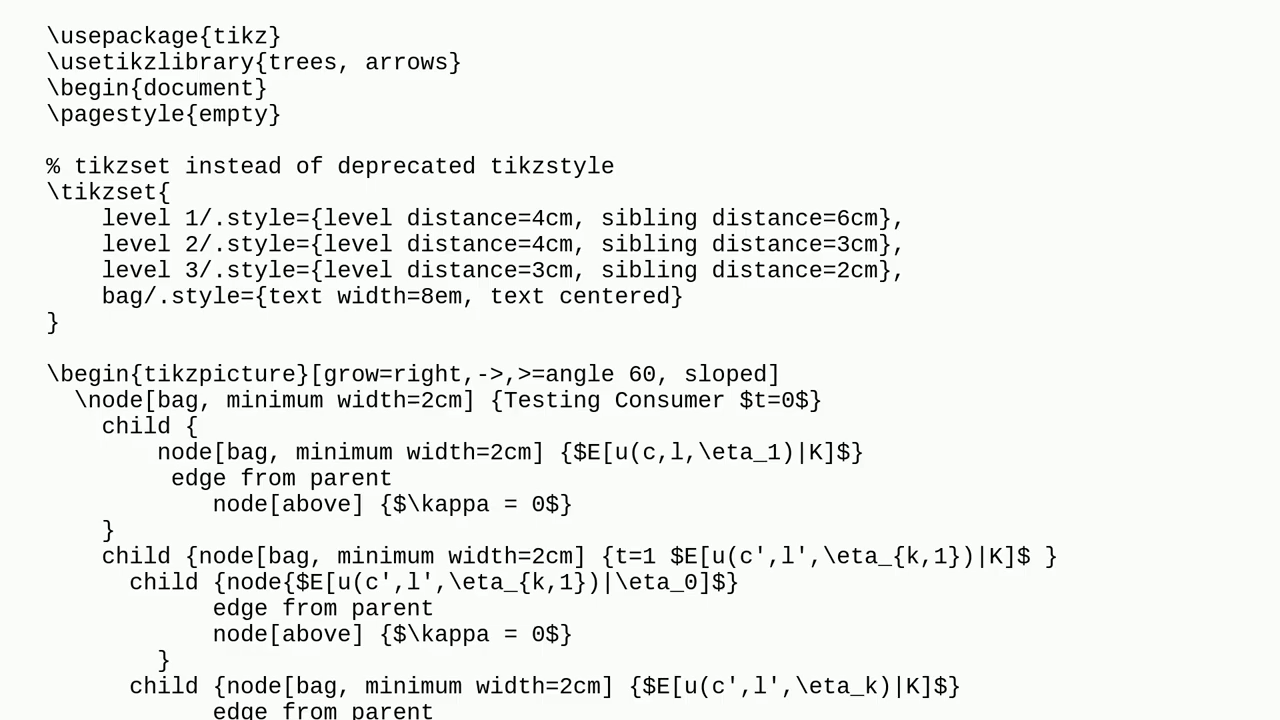 \usepackage{tikz}
\usetikzlibrary{trees, arrows}
\begin{document}
\pagestyle{empty}

% tikzset instead of deprecated tikzstyle
\tikzset{
    level 1/.style={level distance=4cm, sibling distance=6cm},
    level 2/.style={level distance=4cm, sibling distance=3cm},
    level 3/.style={level distance=3cm, sibling distance=2cm},
    bag/.style={text width=8em, text centered}
}

\begin{tikzpicture}[grow=right,->,>=angle 60, sloped]
  \node[bag, minimum width=2cm] {Testing Consumer $t=0$}
    child {
        node[bag, minimum width=2cm] {$E[u(c,l,\eta_1)|K]$}
         edge from parent
            node[above] {$\kappa = 0$}
    }
    child {node[bag, minimum width=2cm] {t=1 $E[u(c',l',\eta_{k,1})|K]$ }
      child {node{$E[u(c',l',\eta_{k,1})|\eta_0]$}
            edge from parent
            node[above] {$\kappa = 0$}
        }
      child {node[bag, minimum width=2cm] {$E[u(c',l',\eta_k)|K]$}
            edge from parent